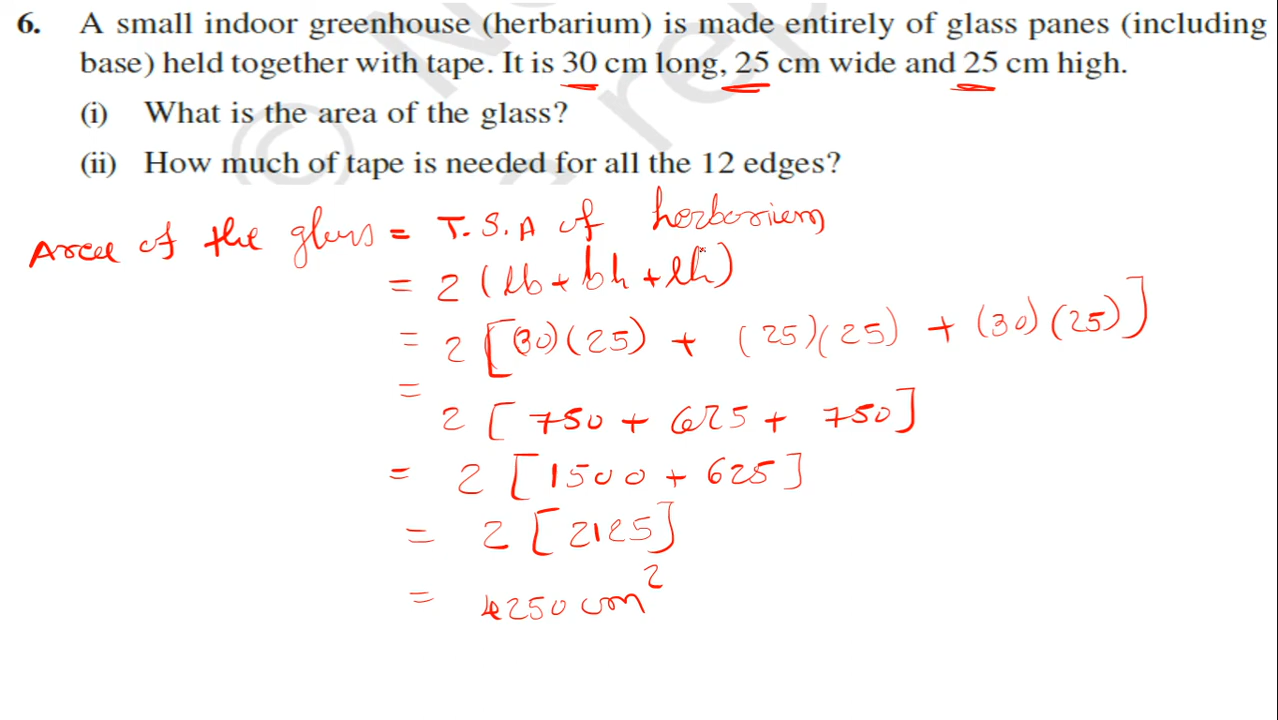 6. A small indoor greenhouse (herbarium) is made entirely of glass panes (including
base) held together with tape. It is 30 cm long, 25 cm wide and 25 cm high.
(i) What is the area of the glass?
(ii) How much of tape is needed for all the 12 edges?
Area of the glass = T.S.A of herbarium
= 2 (lb + bh + lh)
= 2 [(30)(25) + (25)(25) + (30)(25)]
= 2 [750 + 625 + 750]
= 2 [1500 + 625]
= 2 [2125]
= 4250 cm²